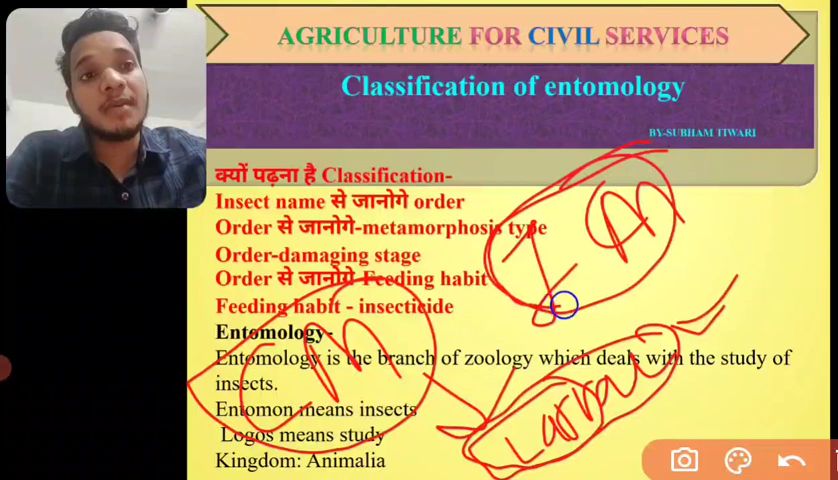 AGRICULTURE FOR CIVIL SERVICES
Classification of entomology
BY-SUBHAM TIWARI
क्यों पढ़ना है Classification-
Insect name से जानोगे order
Order से जानोगे-metamorphosis type
Order-damaging stage
Order से जानोगे-Feeding habit
Feeding habit - insecticide
Entomology-
Entomology is the branch of zoology which deals with the study of
insects.
Entomon means insects
Logos means study
Kingdom: Animalia
I M
CM